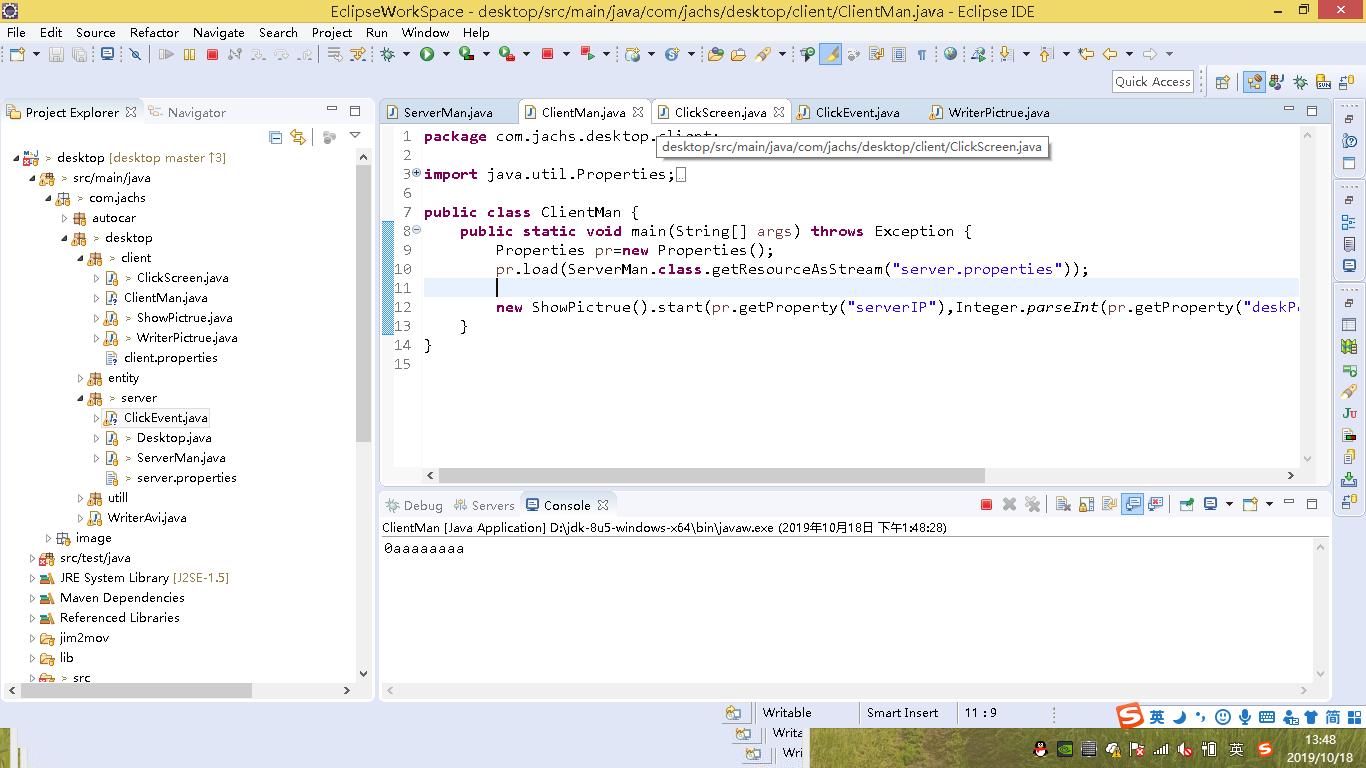 EclipseWorkSpace - desktop/src/main/java/com/jachs/desktop/client/ClientMan.java - Eclipse IDE
File Edit Source Refactor Navigate Search Project Run Window Help
Quick Access
Project Explorer Navigator
> desktop [desktop master ↑3]
> src/main/java
> com.jachs
autocar
> desktop
> client
> ClickScreen.java
> ClientMan.java
> ShowPictrue.java
> WriterPictrue.java
client.properties
entity
> server
ClickEvent.java
> Desktop.java
> ServerMan.java
> server.properties
utill
WriterAvi.java
image
src/test/java
JRE System Library [J2SE-1.5]
Maven Dependencies
Referenced Libraries
jim2mov
lib
> src
ServerMan.java ClientMan.java ClickScreen.java ClickEvent.java WriterPictrue.java
1 package com.jachs.desktop.client;
desktop/src/main/java/com/jachs/desktop/client/ClickScreen.java
2
3 import java.util.Properties;
6
7 public class ClientMan {
8 public static void main(String[] args) throws Exception {
9 Properties pr=new Properties();
10 pr.load(ServerMan.class.getResourceAsStream("server.properties"));
11
12 new ShowPictrue().start(pr.getProperty("serverIP"),Integer.parseInt(pr.getProperty("deskPo
13 }
14 }
15
Debug Servers Console
ClientMan [Java Application] D:\jdk-8u5-windows-x64\bin\javaw.exe (2019年10月18日 下午1:48:28)
0aaaaaaaa
Writable Smart Insert 11 : 9
英 简
Writa
Wri
英
13:48
2019/10/18